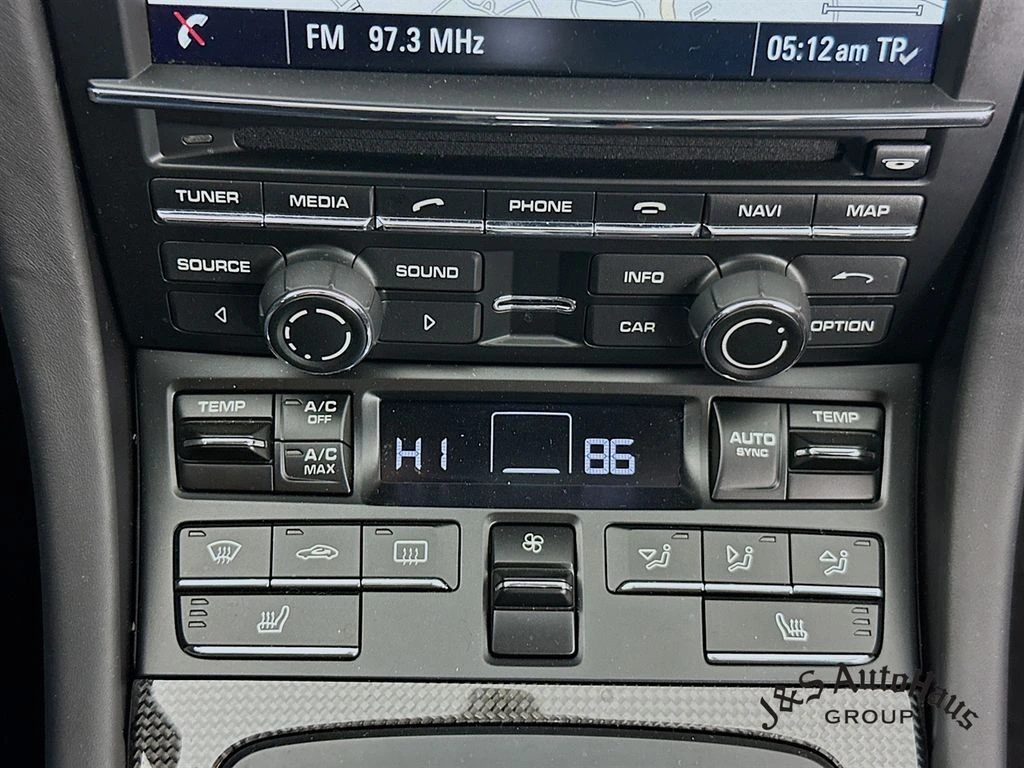 FM 97.3 MHz
05:12am TP
TUNER
MEDIA
PHONE
NAVI
MAP
SOURCE
SOUND
INFO
CAR
OPTION
TEMP
A/C
OFF
A/C
MAX
HI
86
AUTO
SYNC
TEMP
J&S AutoHaus
GROUP